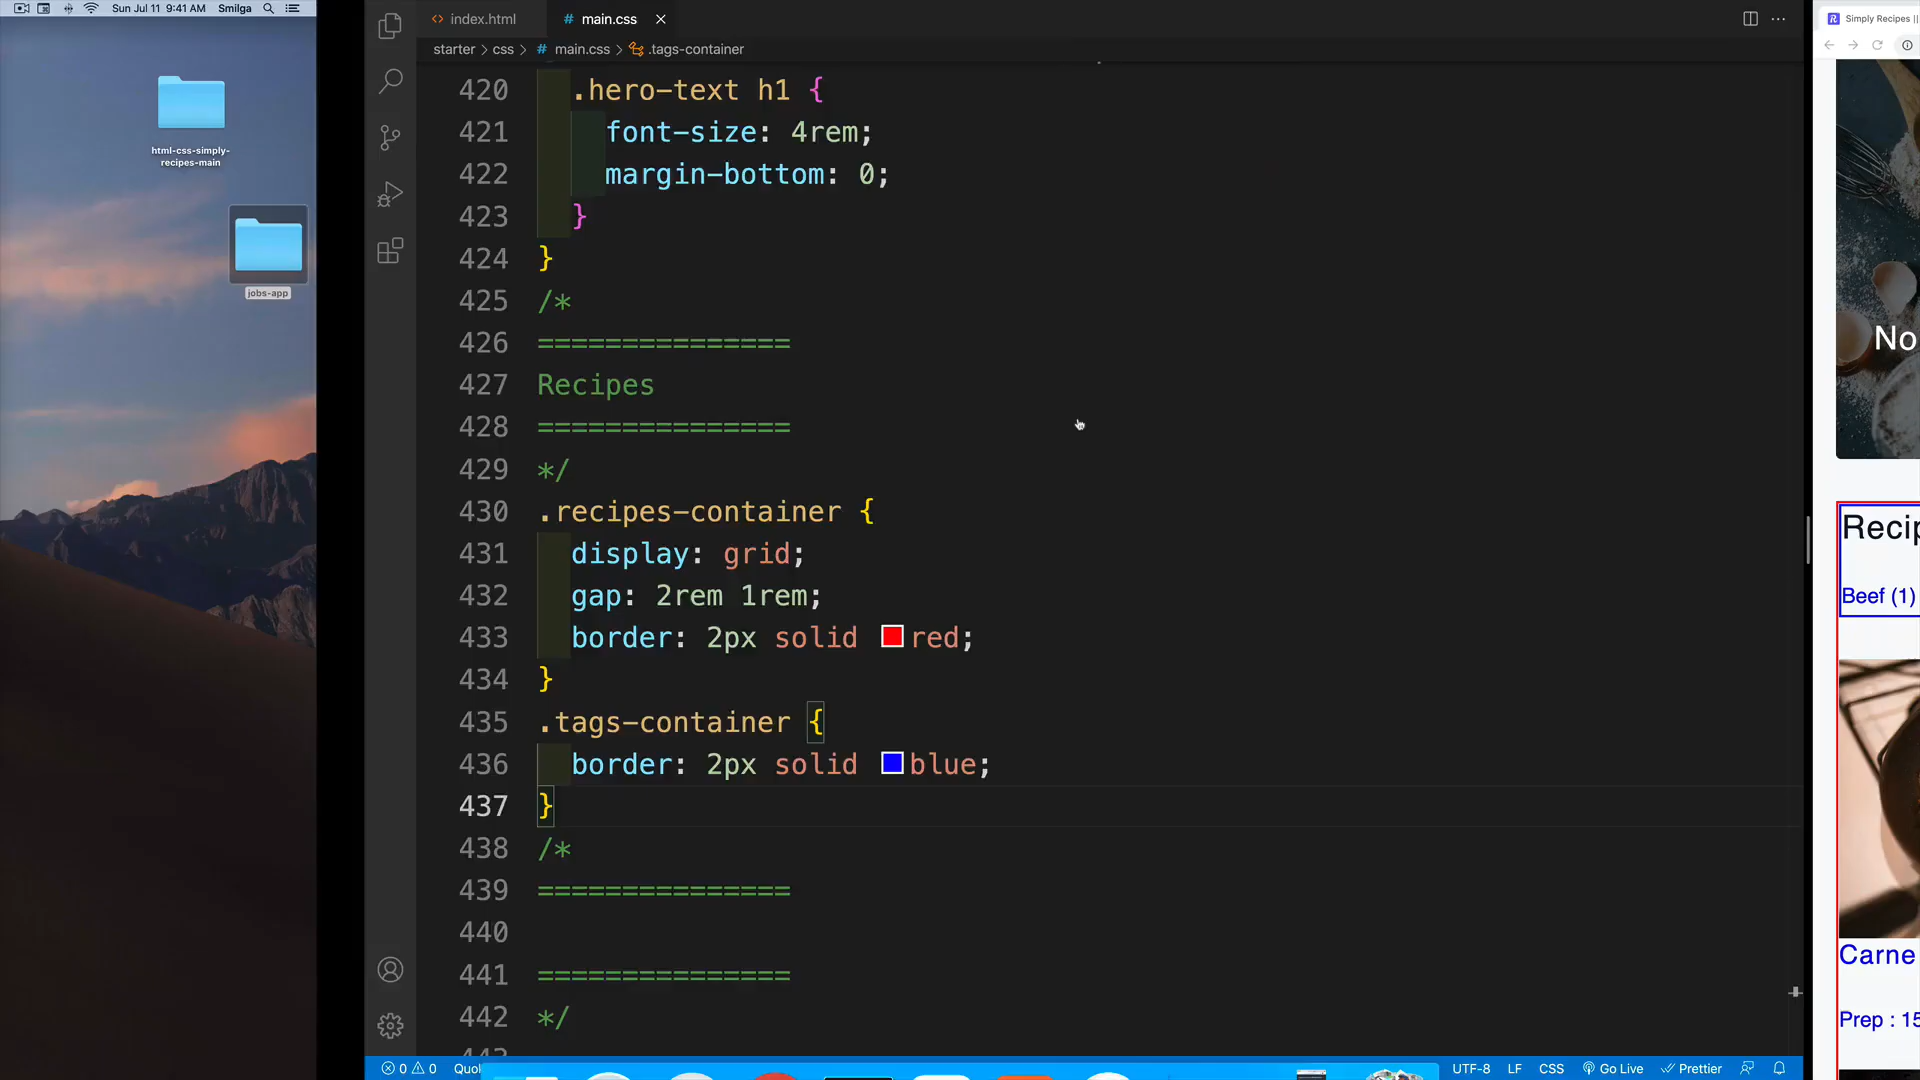 Sun Jul 11 9:41 AM Smilga
html-css-simply-
recipes-main
jobs-app
index.html
# main.css
starter > css > # main.css > .tags-container
420 .hero-text h1 {
421 font-size: 4rem;
422 margin-bottom: 0;
423 }
424 }
425 /*
426 ===============
427 Recipes
428 ===============
429 */
430 .recipes-container {
431 display: grid;
432 gap: 2rem 1rem;
433 border: 2px solid red;
434 }
435 .tags-container {
436 border: 2px solid blue;
437 }
438 /*
439 ===============
440
441 ===============
442 */
0 0 Quok
UTF-8 LF CSS Go Live Prettier
Simply Recipes ||
No
Recip
Beef (1)
Carne
Prep : 15